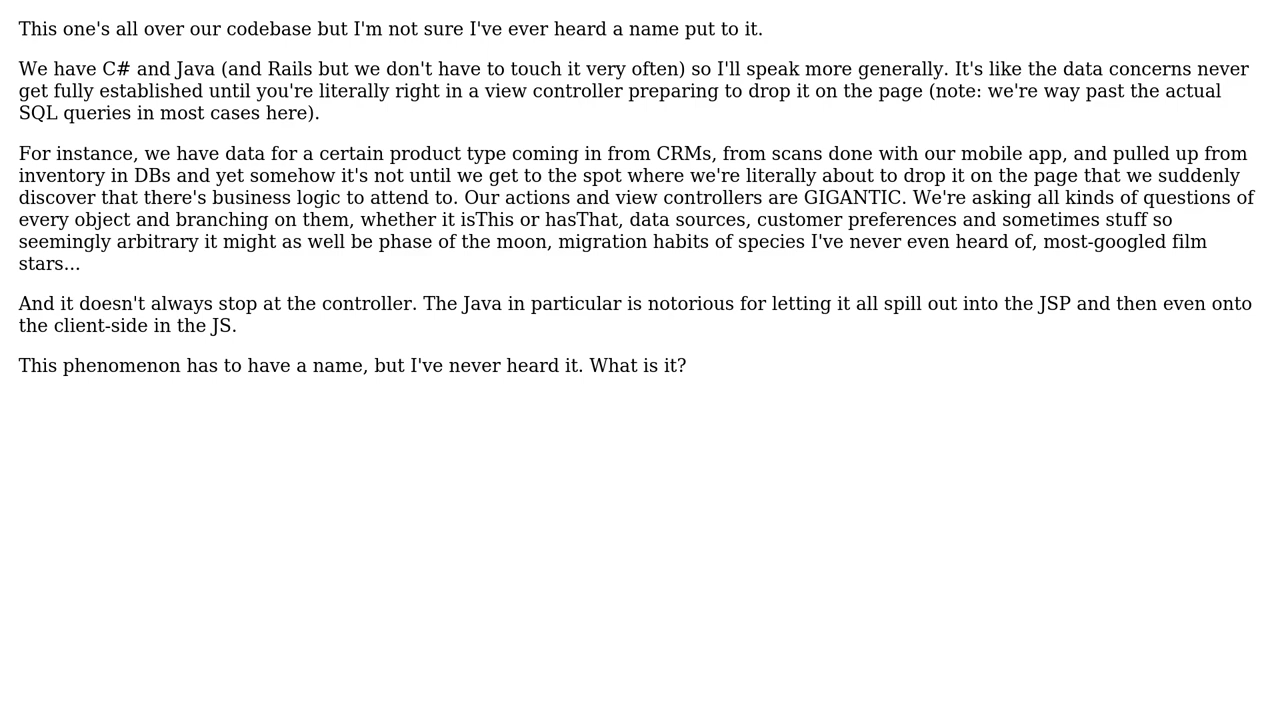 This one's all over our codebase but I'm not sure I've ever heard a name put to it.
We have C# and Java (and Rails but we don't have to touch it very often) so I'll speak more generally. It's like the data concerns never
get fully established until you're literally right in a view controller preparing to drop it on the page (note: we're way past the actual
SQL queries in most cases here).
For instance, we have data for a certain product type coming in from CRMs, from scans done with our mobile app, and pulled up from
inventory in DBs and yet somehow it's not until we get to the spot where we're literally about to drop it on the page that we suddenly
discover that there's business logic to attend to. Our actions and view controllers are GIGANTIC. We're asking all kinds of questions of
every object and branching on them, whether it isThis or hasThat, data sources, customer preferences and sometimes stuff so
seemingly arbitrary it might as well be phase of the moon, migration habits of species I've never even heard of, most-googled film
stars...
And it doesn't always stop at the controller. The Java in particular is notorious for letting it all spill out into the JSP and then even onto
the client-side in the JS.
This phenomenon has to have a name, but I've never heard it. What is it?